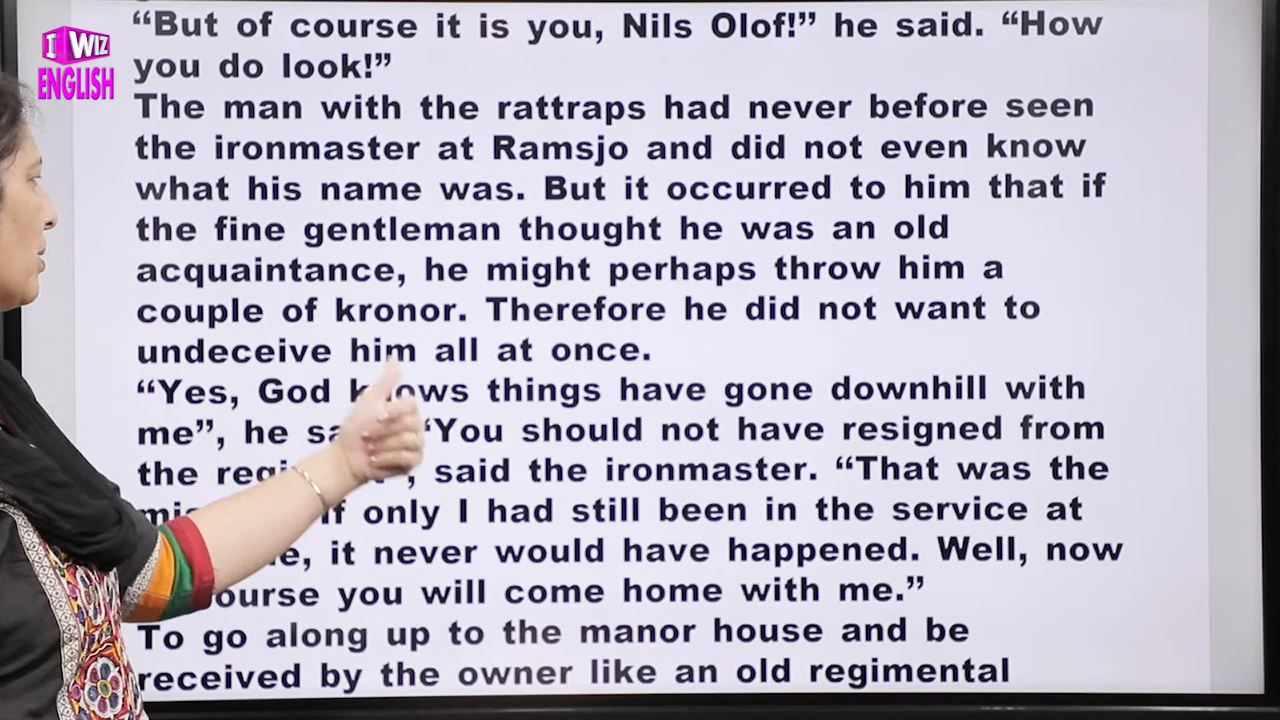 I WIZ
ENGLISH
“But of course it is you, Nils Olof!” he said. “How
you do look!”
The man with the rattraps had never before seen
the ironmaster at Ramsjo and did not even know
what his name was. But it occurred to him that if
the fine gentleman thought he was an old
acquaintance, he might perhaps throw him a
couple of kronor. Therefore he did not want to
undeceive him all at once.
“Yes, God knows things have gone downhill with
me”, he “You should not have resigned from
the said the ironmaster. “That was the
if only I had still been in the service at
it never would have happened. Well, now
course you will come home with me.”
To go along up to the manor house and be
received by the owner like an old regimental